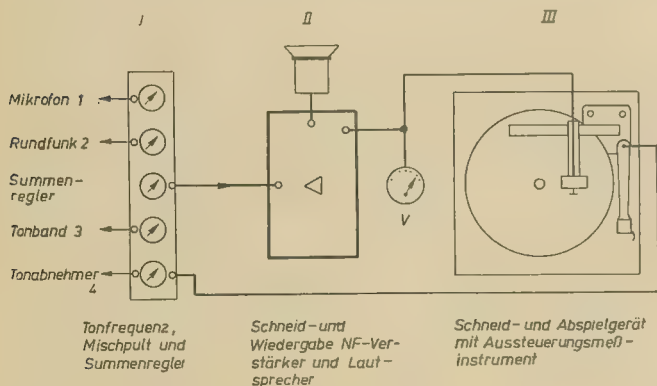 I
II
III
Mikrofon 1
Rundfunk 2
Summen-
regler
Tonband 3
Tonabnehmer
4
V
Tonfrequenz,
Mischpult und
Summenregler
Schneid- und
Wiedergabe NF-Ver-
stärker und Laut-
sprecher
Schneid- und Abspielgerät
mit Aussteuerungsmeß-
instrument